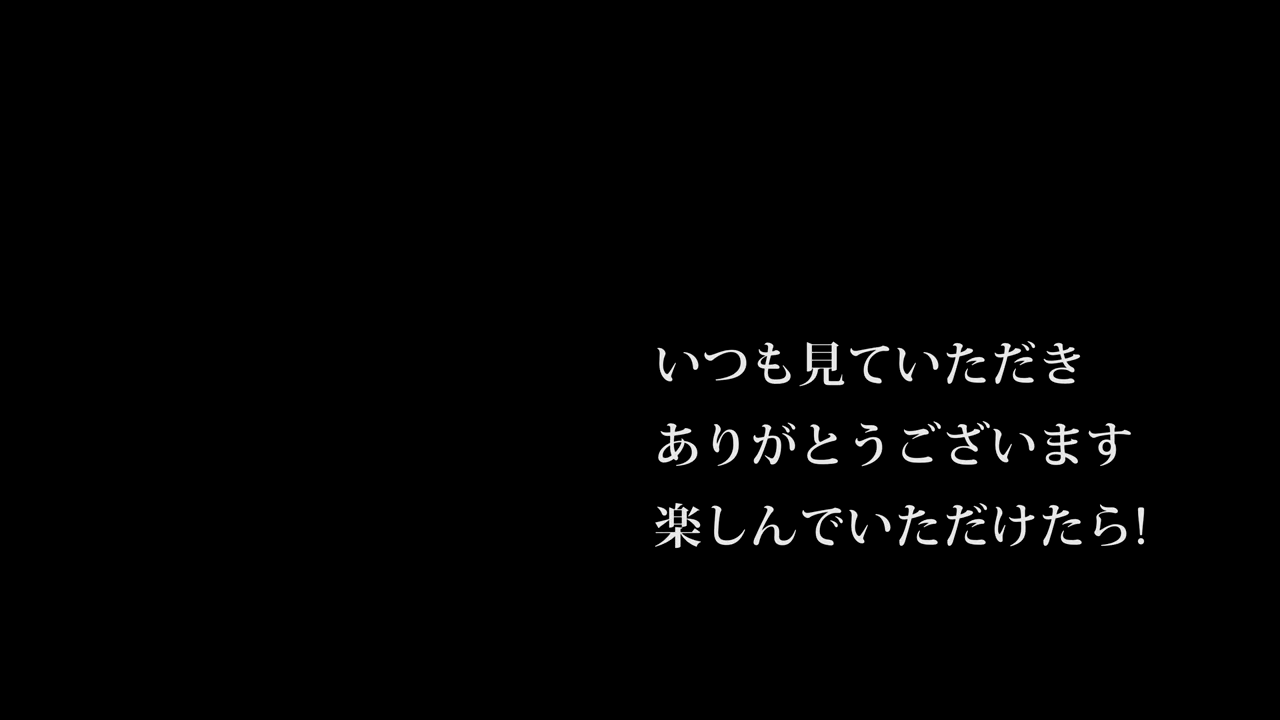 いつも見ていただき
ありがとうございます
楽しんでいただけたら!